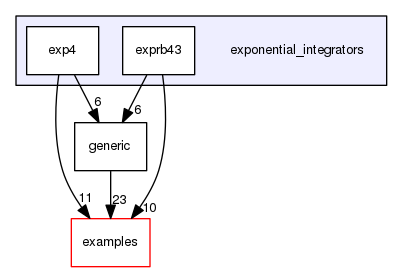 exp4
exprb43
exponential_integrators
6
6
generic
11
23
10
examples